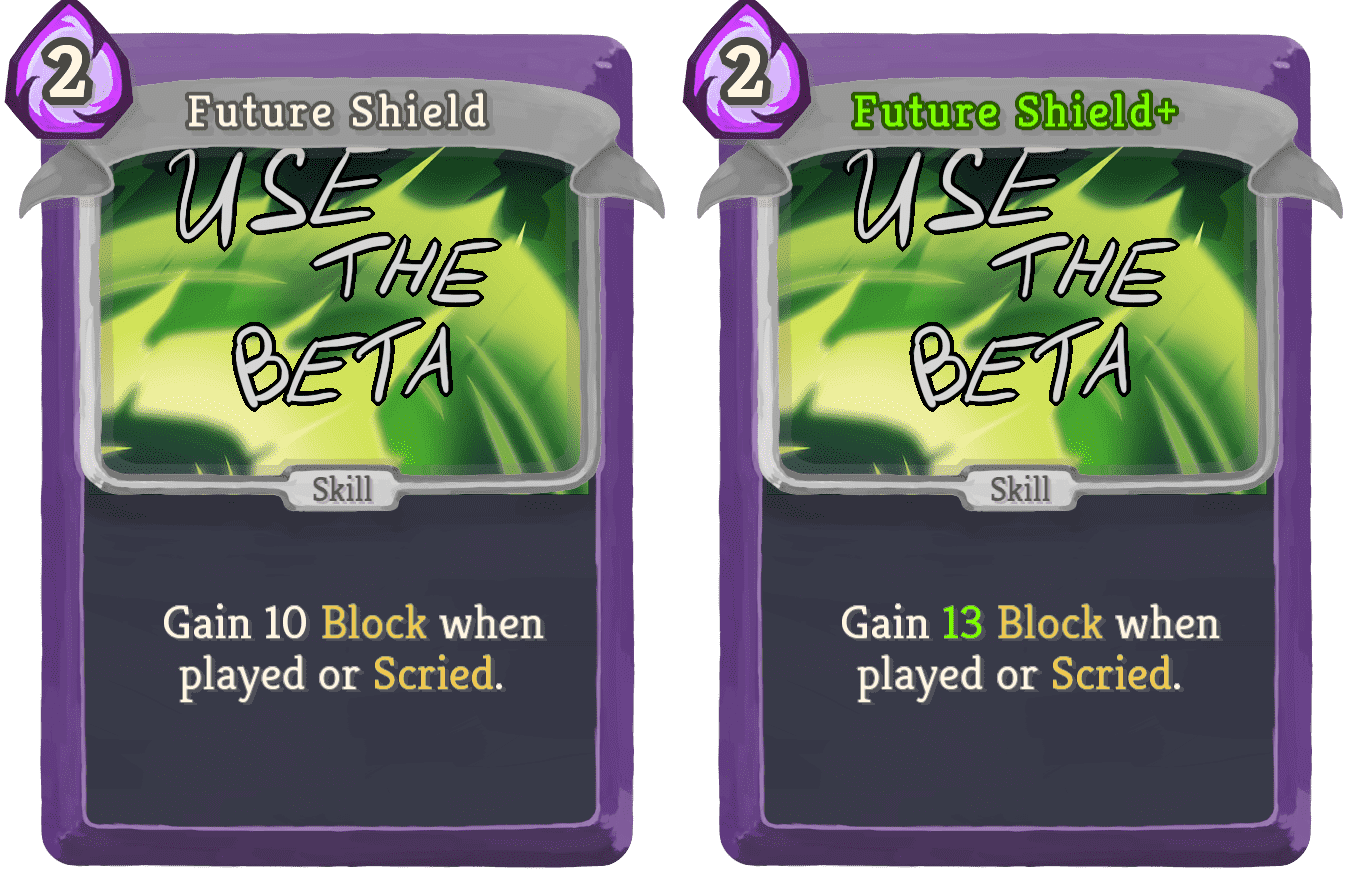 2
Future Shield
USE
THE
BETA
Skill
Gain 10 Block when
played or Scried.
2
Future Shield+
USE
THE
BETA
Skill
Gain 13 Block when
played or Scried.